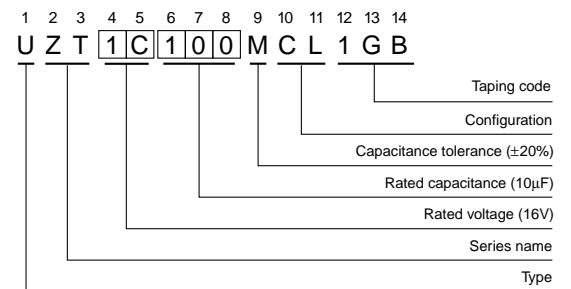 1 2 3 4 5 6 7 8 9 10 11 12 13 14
U Z T 1 C 1 0 0 M C L 1 G B
Taping code
Configuration
Capacitance tolerance (±20%)
Rated capacitance (10µF)
Rated voltage (16V)
Series name
Type